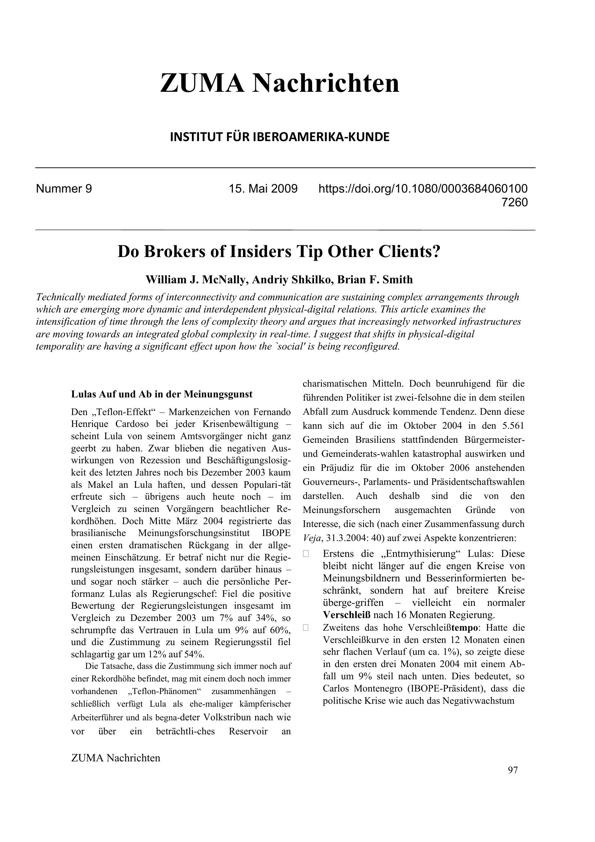 ZUMA Nachrichten
INSTITUT FÜR IBEROAMERIKA-KUNDE
Nummer 9 15. Mai 2009 https://doi.org/10.1080/0003684060100
7260
Do Brokers of Insiders Tip Other Clients?
William J. McNally, Andriy Shkilko, Brian F. Smith
Technically mediated forms of interconnectivity and communication are sustaining complex arrangements through
which are emerging more dynamic and interdependent physical-digital relations. This article examines the
intensification of time through the lens of complexity theory and argues that increasingly networked infrastructures
are moving towards an integrated global complexity in real-time. I suggest that shifts in physical-digital
temporality are having a significant effect upon how the `social' is being reconfigured.
Lulas Auf und Ab in der Meinungsgunst
Den „Teflon-Effekt“ – Markenzeichen von Fernando
Henrique Cardoso bei jeder Krisenbewältigung –
scheint Lula von seinem Amtsvorgänger nicht ganz
geerbt zu haben. Zwar blieben die negativen Aus-
wirkungen von Rezession und Beschäftigungslosig-
keit des letzten Jahres noch bis Dezember 2003 kaum
als Makel an Lula haften, und dessen Populari-tät
erfreute sich – übrigens auch heute noch – im
Vergleich zu seinen Vorgängern beachtlicher Re-
kordhöhen. Doch Mitte März 2004 registrierte das
brasilianische Meinungsforschungsinstitut IBOPE
einen ersten dramatischen Rückgang in der allge-
meinen Einschätzung. Er betraf nicht nur die Regie-
rungsleistungen insgesamt, sondern darüber hinaus –
und sogar noch stärker – auch die persönliche Per-
formanz Lulas als Regierungschef: Fiel die positive
Bewertung der Regierungsleistungen insgesamt im
Vergleich zu Dezember 2003 um 7% auf 34%, so
schrumpfte das Vertrauen in Lula um 9% auf 60%,
und die Zustimmung zu seinem Regierungsstil fiel
schlagartig gar um 12% auf 54%.
Die Tatsache, dass die Zustimmung sich immer noch auf
einer Rekordhöhe befindet, mag mit einem doch noch immer
vorhandenen „Teflon-Phänomen“ zusammenhängen –
schließlich verfügt Lula als ehe-maliger kämpferischer
Arbeiterführer und als begna-deter Volkstribun nach wie
vor über ein beträchtli-ches Reservoir an
charismatischen Mitteln. Doch beunruhigend für die
führenden Politiker ist zwei-felsohne die in dem steilen
Abfall zum Ausdruck kommende Tendenz. Denn diese
kann sich auf die im Oktober 2004 in den 5.561
Gemeinden Brasiliens stattfindenden Bürgermeister-
und Gemeinderats-wahlen katastrophal auswirken und
ein Präjudiz für die im Oktober 2006 anstehenden
Gouverneurs-, Parlaments- und Präsidentschaftswahlen
darstellen. Auch deshalb sind die von den
Meinungsforschern ausgemachten Gründe von
Interesse, die sich (nach einer Zusammenfassung durch
Veja, 31.3.2004: 40) auf zwei Aspekte konzentrieren:
Erstens die „Entmythisierung“ Lulas: Diese
bleibt nicht länger auf die engen Kreise von
Meinungsbildnern und Besserinformierten be-
schränkt, sondern hat auf breitere Kreise
überge-griffen – vielleicht ein normaler
Verschleiß nach 16 Monaten Regierung.
Zweitens das hohe Verschleißtempo: Hatte die
Verschleißkurve in den ersten 12 Monaten einen
sehr flachen Verlauf (um ca. 1%), so zeigte diese
in den ersten drei Monaten 2004 mit einem Ab-
fall um 9% steil nach unten. Dies bedeutet, so
Carlos Montenegro (IBOPE-Präsident), dass die
politische Krise wie auch das Negativwachstum
ZUMA Nachrichten
97